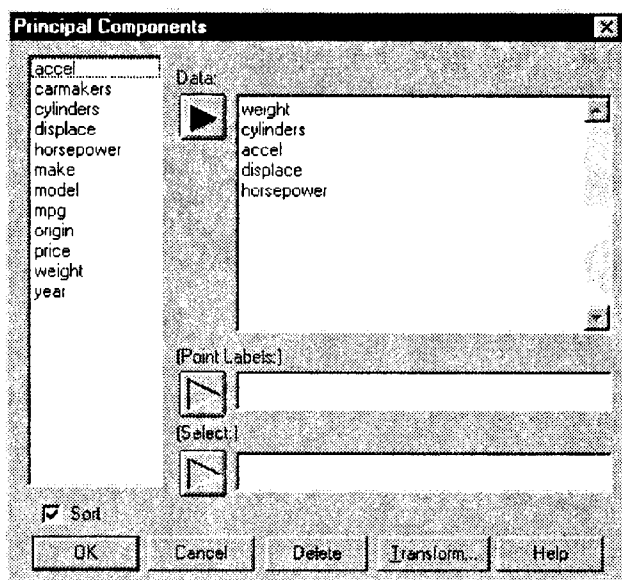 Principal Components
accel
carmakers
cylinders
displace
horsepower
make
model
mpg
origin
price
weight
year
Data:
weight
cylinders
accel
displace
horsepower
(Point Labels:)
(Select:)
Sort
OK
Cancel
Delete
Transform...
Help